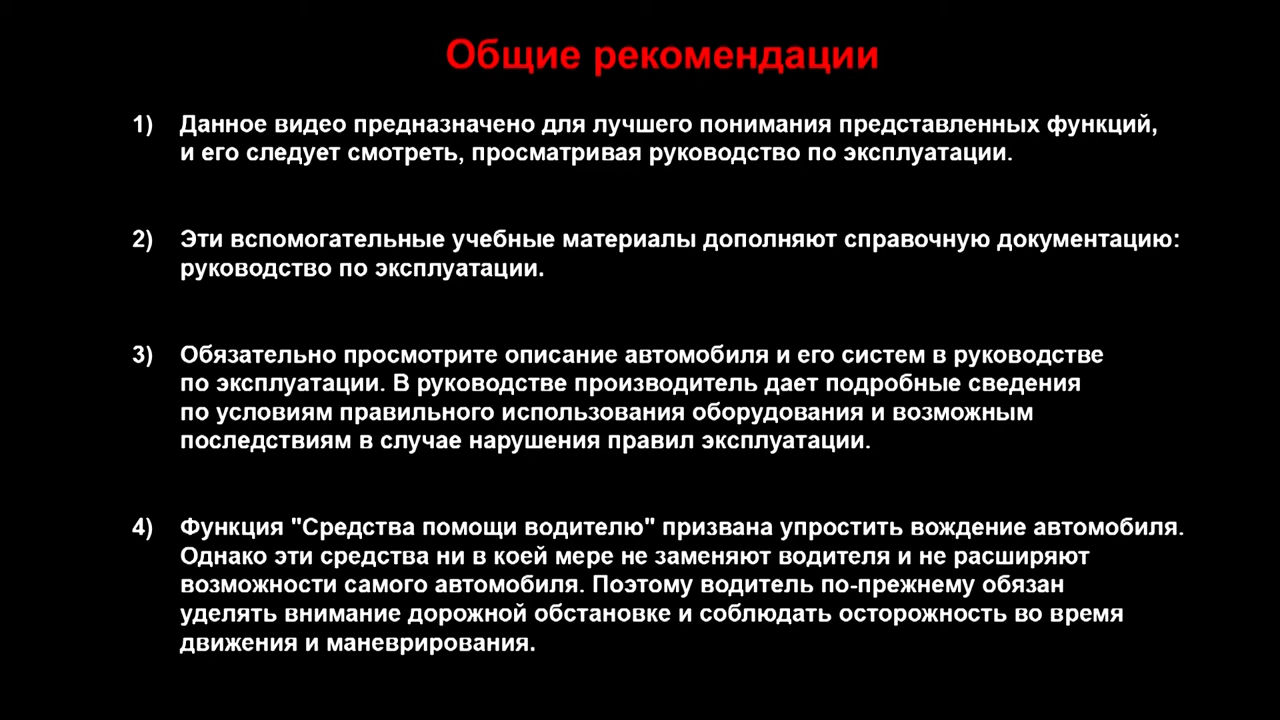 Общие рекомендации
1) Данное видео предназначено для лучшего понимания представленных функций,
и его следует смотреть, просматривая руководство по эксплуатации.
2) Эти вспомогательные учебные материалы дополняют справочную документацию:
руководство по эксплуатации.
3) Обязательно просмотрите описание автомобиля и его систем в руководстве
по эксплуатации. В руководстве производитель дает подробные сведения
по условиям правильного использования оборудования и возможным
последствиям в случае нарушения правил эксплуатации.
4) Функция "Средства помощи водителю" призвана упростить вождение автомобиля.
Однако эти средства ни в коей мере не заменяют водителя и не расширяют
возможности самого автомобиля. Поэтому водитель по-прежнему обязан
уделять внимание дорожной обстановке и соблюдать осторожность во время
движения и маневрирования.